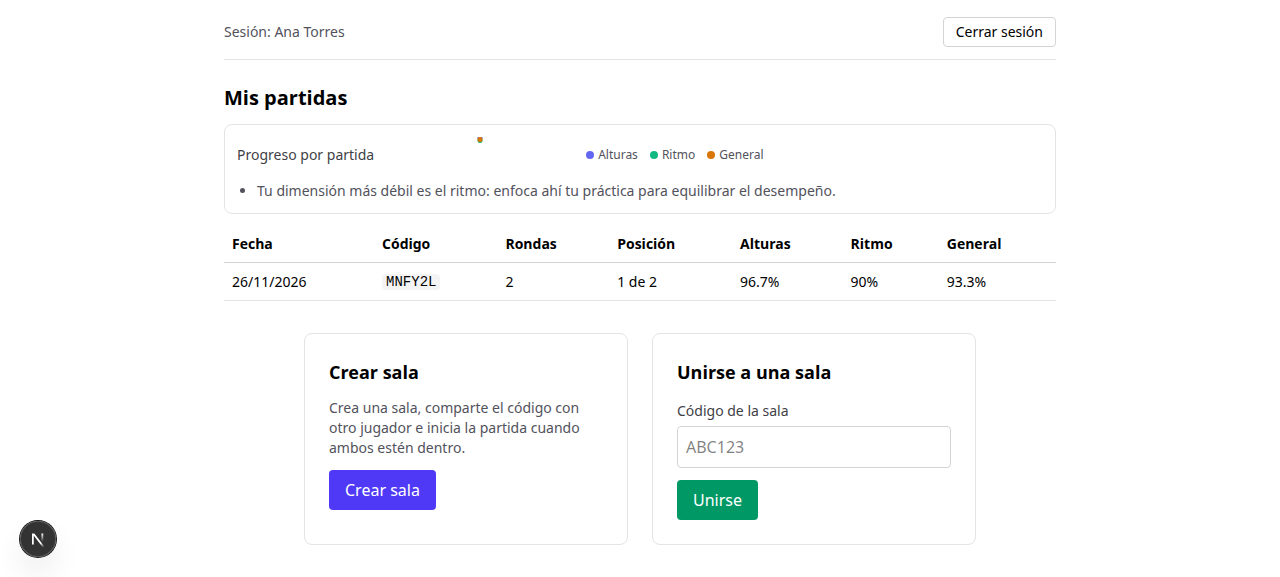 Sesión: Ana Torres
Cerrar sesión
Mis partidas
Progreso por partida
Alturas Ritmo General
Tu dimensión más débil es el ritmo: enfoca ahí tu práctica para equilibrar el desempeño.
Fecha Código Rondas Posición Alturas Ritmo General
26/11/2026 MNFY2L 2 1 de 2 96.7% 90% 93.3%
Crear sala
Crea una sala, comparte el código con
otro jugador e inicia la partida cuando
ambos estén dentro.
Crear sala
Unirse a una sala
Código de la sala
ABC123
Unirse
N